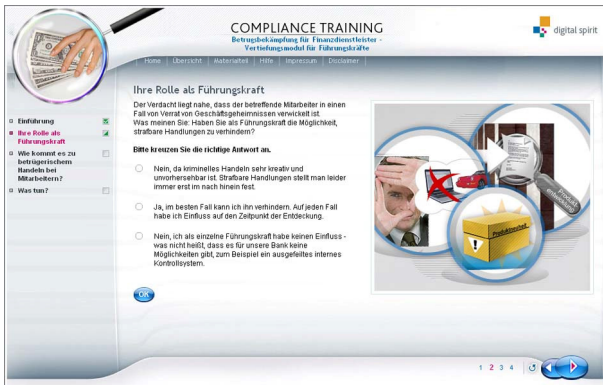 COMPLIANCE TRAINING
Betrugsbekämpfung für Finanzdienstleister -
Vertiefungsmodul für Führungskräfte
digital spirit
Home | Übersicht | Materialteil | Hilfe | Impressum | Disclaimer
Einführung
Ihre Rolle als
Führungskraft
Wie kommt es zu
betrügerischem
Handeln bei
Mitarbeitern?
Was tun?
Ihre Rolle als Führungskraft
Der Verdacht liegt nahe, dass der betreffende Mitarbeiter in einen
Fall von Verrat von Geschäftsgeheimnissen verwickelt ist.
Was meinen Sie: Haben Sie als Führungskraft die Möglichkeit,
strafbare Handlungen zu verhindern?
Bitte kreuzen Sie die richtige Antwort an.
Nein, da kriminelles Handeln sehr kreativ und
unvorhersehbar ist. Strafbare Handlungen stellt man leider
immer erst im nach hinein fest.
Ja, im besten Fall kann ich ihn verhindern. Auf jeden Fall
habe ich Einfluss auf den Zeitpunkt der Entdeckung.
Nein, ich als einzelne Führungskraft habe keinen Einfluss -
was nicht heißt, dass es für unsere Bank keine
Möglichkeiten gibt, zum Beispiel ein ausgefeiltes internes
Kontrollsystem.
OK
Produkt
entwicklung
Produktneuheit
1 2 3 4